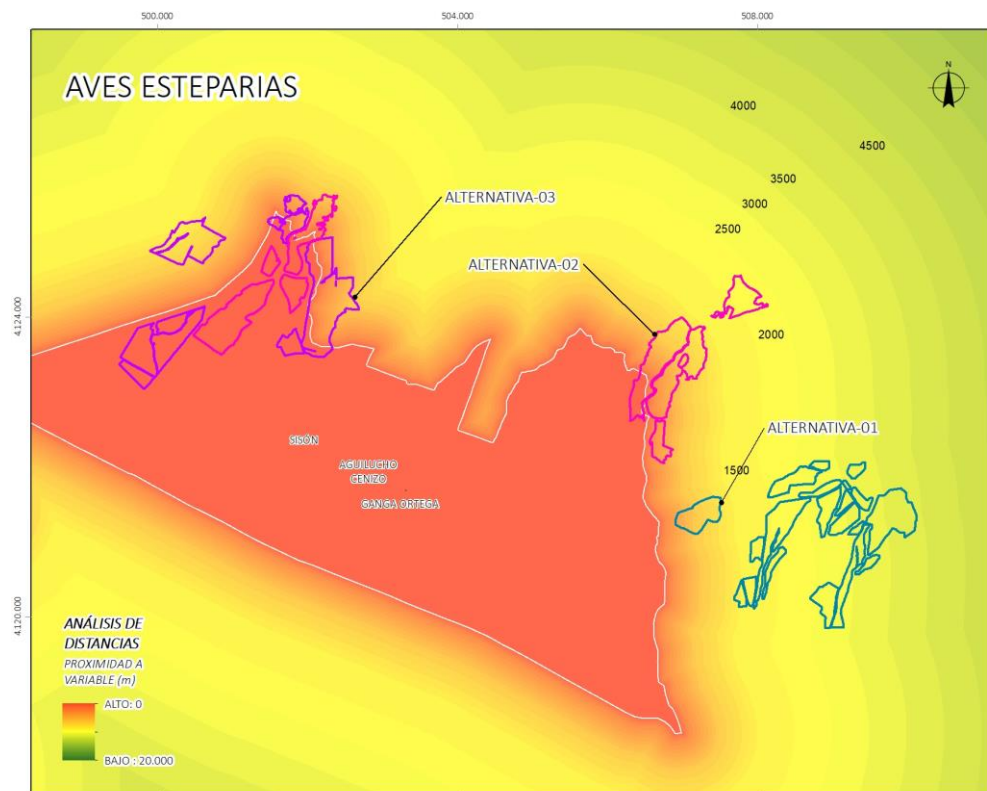 500.000
504.000
508.000
AVES ESTEPARIAS
N
4000
4500
3500
3000
2500
ALTERNATIVA-03
ALTERNATIVA-02
4.124.000
2000
ALTERNATIVA-01
SISÓN
AGUILUCHO
CENIZO
1500
GANGA ORTEGA
4.120.000
ANÁLISIS DE
DISTANCIAS
PROXIMIDAD A
VARIABLE (m)
ALTO: 0
BAJO : 20.000